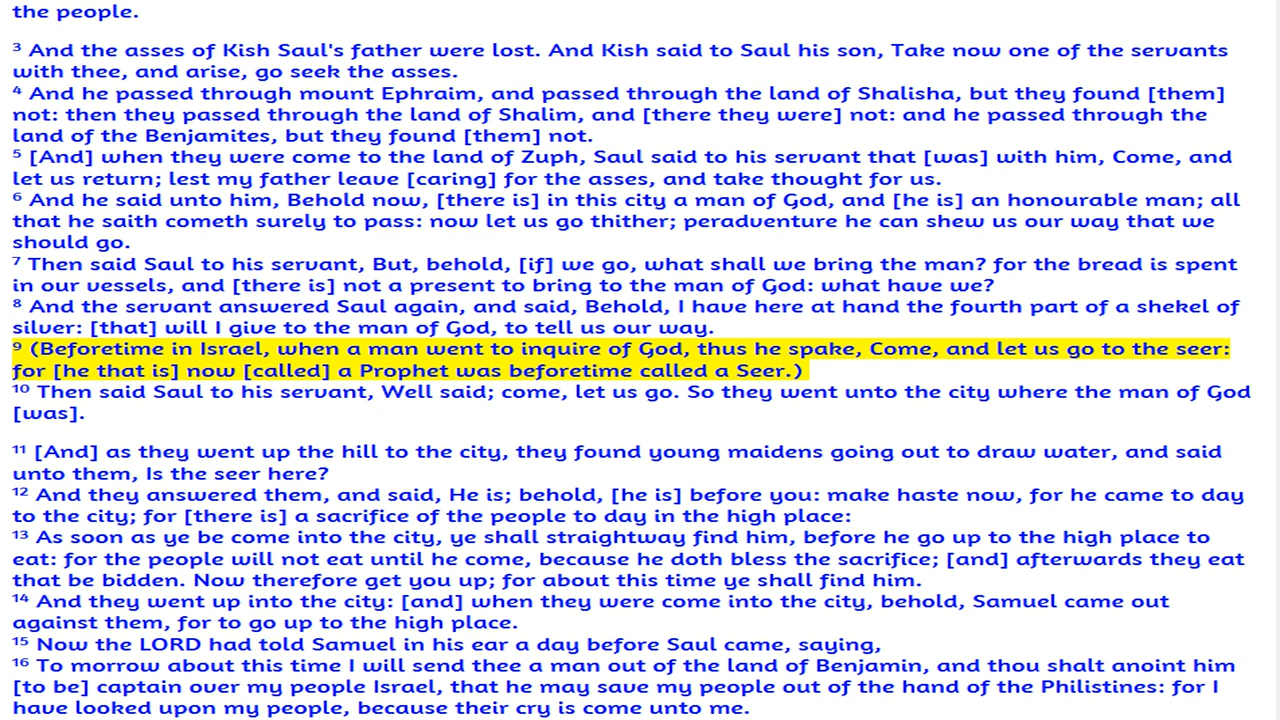 the people.
³ And the asses of Kish Saul's father were lost. And Kish said to Saul his son, Take now one of the servants
with thee, and arise, go seek the asses.
⁴ And he passed through mount Ephraim, and passed through the land of Shalisha, but they found [them]
not: then they passed through the land of Shalim, and [there they were] not: and he passed through the
land of the Benjamites, but they found [them] not.
⁵ [And] when they were come to the land of Zuph, Saul said to his servant that [was] with him, Come, and
let us return; lest my father leave [caring] for the asses, and take thought for us.
⁶ And he said unto him, Behold now, [there is] in this city a man of God, and [he is] an honourable man; all
that he saith cometh surely to pass: now let us go thither; peradventure he can shew us our way that we
should go.
⁷ Then said Saul to his servant, But, behold, [if] we go, what shall we bring the man? for the bread is spent
in our vessels, and [there is] not a present to bring to the man of God: what have we?
⁸ And the servant answered Saul again, and said, Behold, I have here at hand the fourth part of a shekel of
silver: [that] will I give to the man of God, to tell us our way.
⁹ (Beforetime in Israel, when a man went to inquire of God, thus he spake, Come, and let us go to the seer:
for [he that is] now [called] a Prophet was beforetime called a Seer.)
¹⁰ Then said Saul to his servant, Well said; come, let us go. So they went unto the city where the man of God
[was].
¹¹ [And] as they went up the hill to the city, they found young maidens going out to draw water, and said
unto them, Is the seer here?
¹² And they answered them, and said, He is; behold, [he is] before you: make haste now, for he came to day
to the city; for [there is] a sacrifice of the people to day in the high place:
¹³ As soon as ye be come into the city, ye shall straightway find him, before he go up to the high place to
eat: for the people will not eat until he come, because he doth bless the sacrifice; [and] afterwards they eat
that be bidden. Now therefore get you up; for about this time ye shall find him.
¹⁴ And they went up into the city: [and] when they were come into the city, behold, Samuel came out
against them, for to go up to the high place.
¹⁵ Now the LORD had told Samuel in his ear a day before Saul came, saying,
¹⁶ To morrow about this time I will send thee a man out of the land of Benjamin, and thou shalt anoint him
[to be] captain over my people Israel, that he may save my people out of the hand of the Philistines: for I
have looked upon my people, because their cry is come unto me.